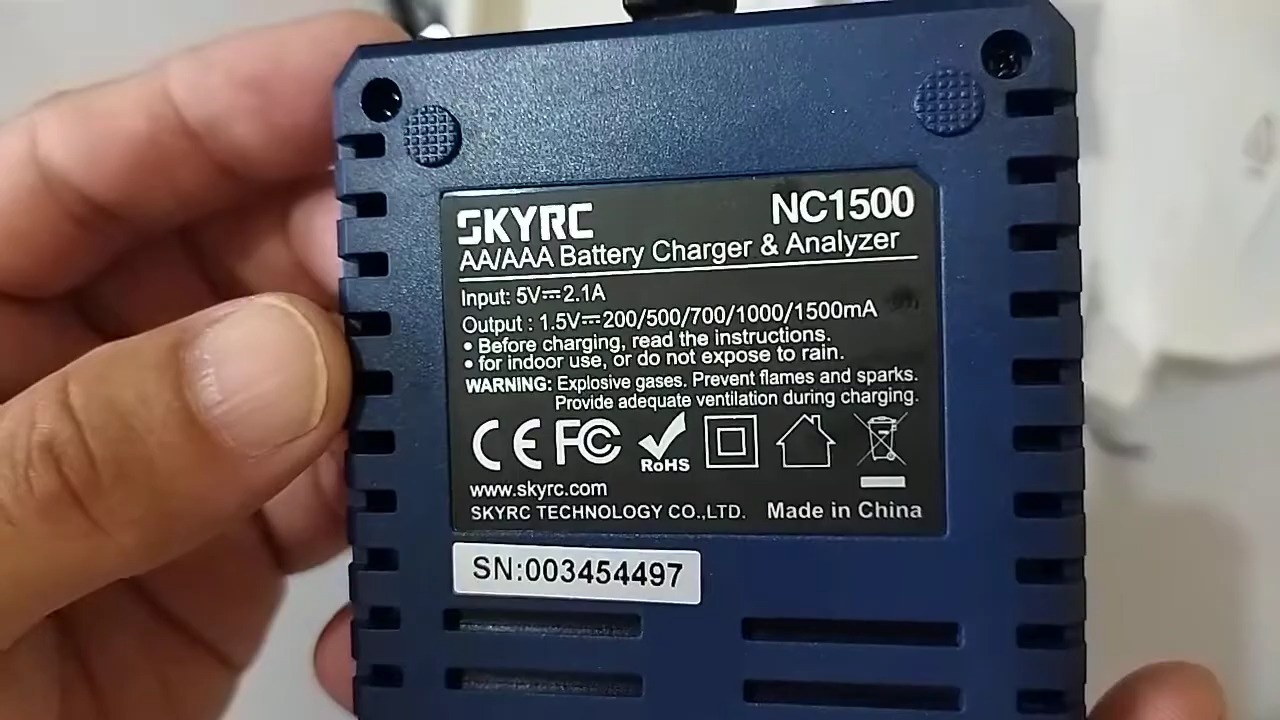 SKYRC
NC1500
AA/AAA Battery Charger & Analyzer
Input: 5V⎓2.1A
Output : 1.5V⎓200/500/700/1000/1500mA
• Before charging, read the instructions.
• for indoor use, or do not expose to rain.
WARNING: Explosive gases. Prevent flames and sparks.
Provide adequate ventilation during charging.
CE FC RoHS
www.skyrc.com
SKYRC TECHNOLOGY CO.,LTD. Made in China
SN:003454497